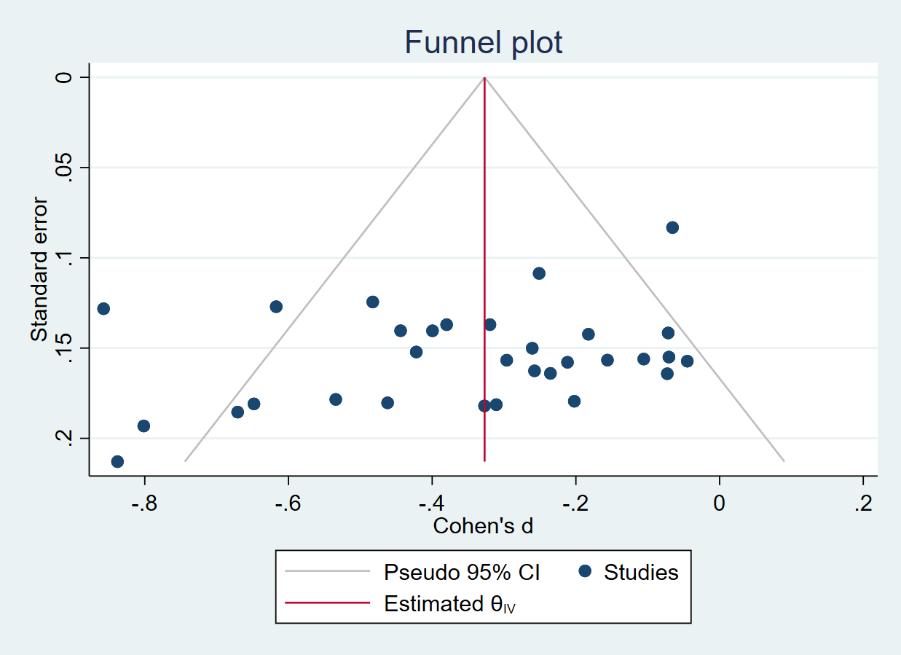 Funnel plot
0
.05
.1
.15
.2
Standard error
-.8 -.6 -.4 -.2 0 .2
Cohen's d
Pseudo 95% CI Studies
Estimated θIV